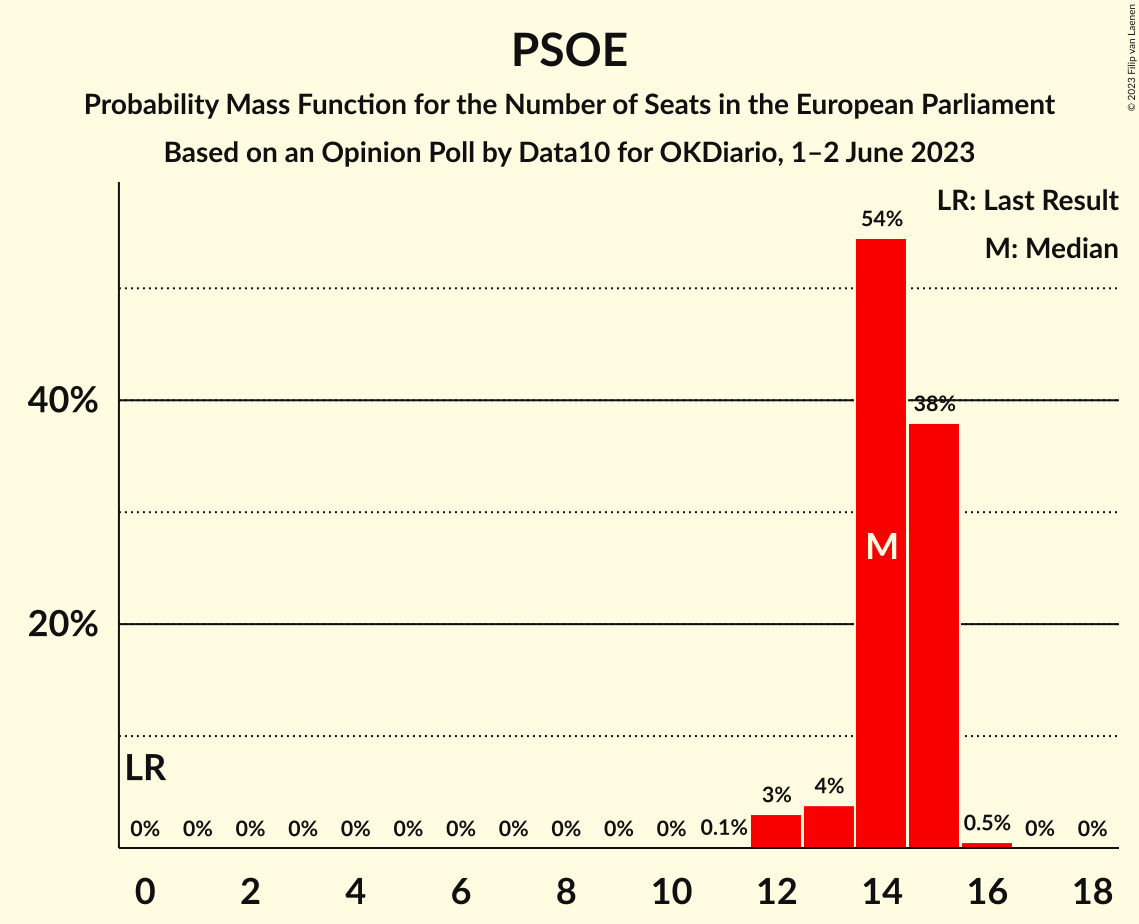 PSOE
Probability Mass Function for the Number of Seats in the European Parliament
Based on an Opinion Poll by Data10 for OKDiario, 1–2 June 2023
© 2023 Filip van Laenen
LR: Last Result
M: Median
54%
40%
38%
M
20%
LR
0% 0% 0% 0% 0% 0% 0% 0% 0% 0% 0% 0.1% 3% 4% 0.5% 0% 0%
0 2 4 6 8 10 12 14 16 18